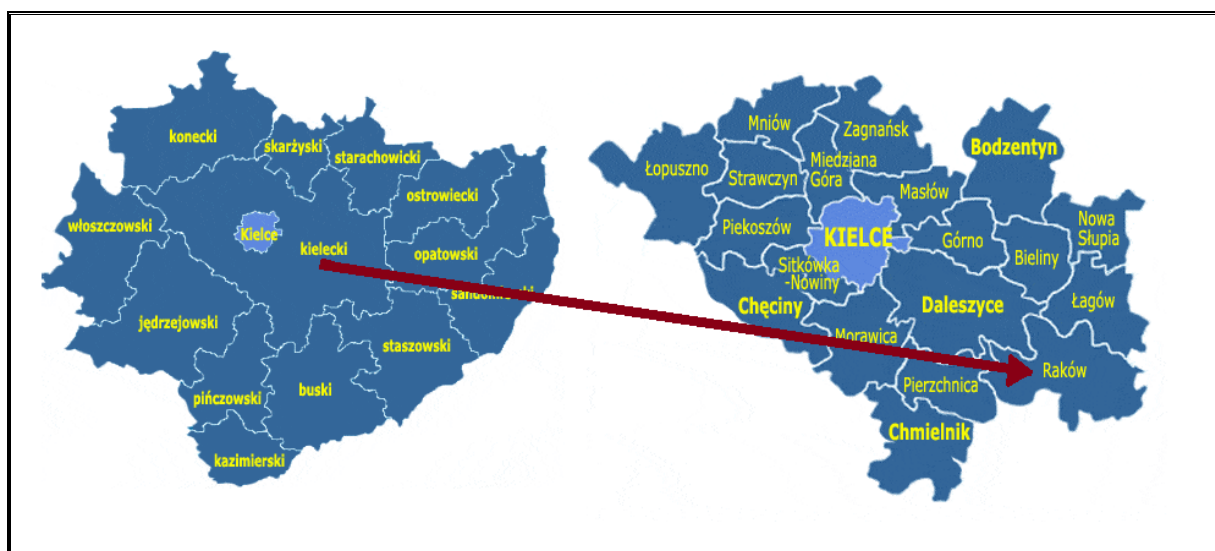 konecki
skarżyski
starachowicki
ostrowiecki
włoszczowski
Kielce
kielecki
opatowski
jędrzejowski
staszowski
pińczowski
buski
kazimierski
Mniów
Zagnańsk
Bodzentyn
Łopuszno
Strawczyn
Miedziana
Góra
Masłów
Piekoszów
KIELCE
Górno
Bieliny
Nowa
Słupia
Sitkówka
-Nowiny
Chęciny
Daleszyce
Łagów
Morawica
Pierzchnica
Raków
Chmielnik